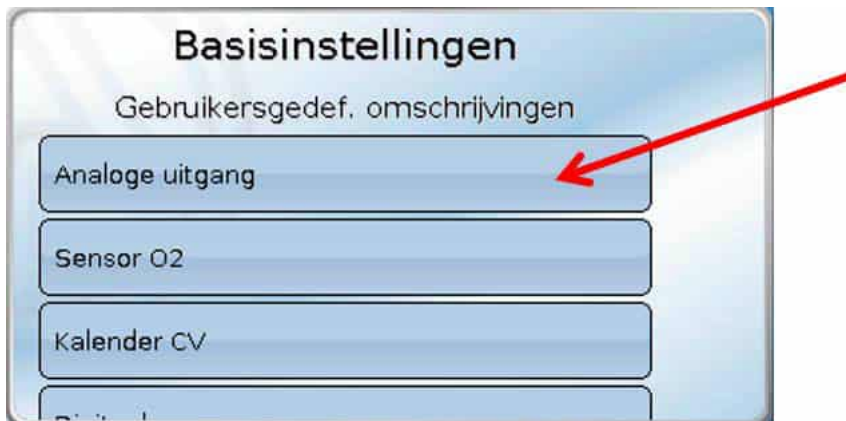 Basisinstellingen
Gebruikersgedef. omschrijvingen
Analoge uitgang
Sensor O2
Kalender CV